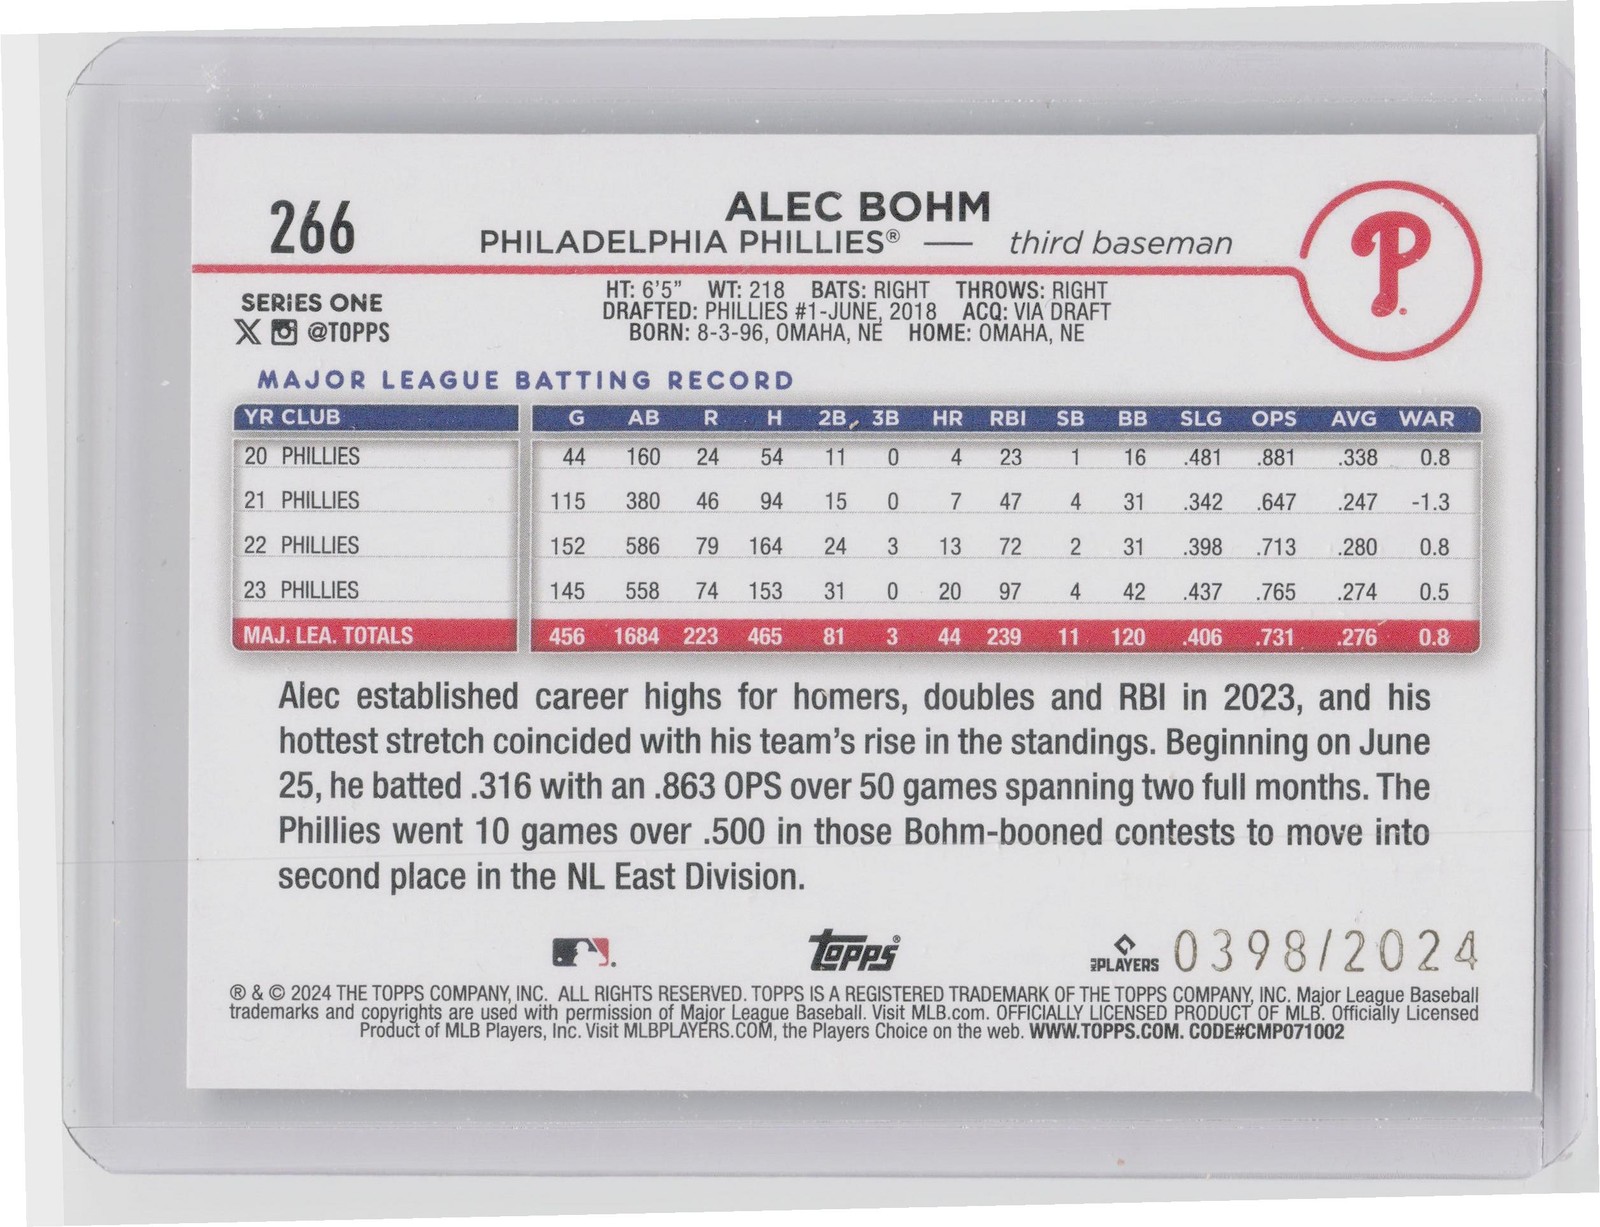 266
ALEC BOHM
PHILADELPHIA PHILLIES® — third baseman
P
SERIES ONE
@TOPPS
HT: 6'5" WT: 218 BATS: RIGHT THROWS: RIGHT
DRAFTED: PHILLIES #1-JUNE, 2018 ACQ: VIA DRAFT
BORN: 8-3-96, OMAHA, NE HOME: OMAHA, NE
MAJOR LEAGUE BATTING RECORD
YR CLUB G AB R H 2B 3B HR RBI SB BB SLG OPS AVG WAR
20 PHILLIES 44 160 24 54 11 0 4 23 1 16 .481 .881 .338 0.8
21 PHILLIES 115 380 46 94 15 0 7 47 4 31 .342 .647 .247 -1.3
22 PHILLIES 152 586 79 164 24 3 13 72 2 31 .398 .713 .280 0.8
23 PHILLIES 145 558 74 153 31 0 20 97 4 42 .437 .765 .274 0.5
MAJ. LEA. TOTALS 456 1684 223 465 81 3 44 239 11 120 .406 .731 .276 0.8
Alec established career highs for homers, doubles and RBI in 2023, and his
hottest stretch coincided with his team's rise in the standings. Beginning on June
25, he batted .316 with an .863 OPS over 50 games spanning two full months. The
Phillies went 10 games over .500 in those Bohm-booned contests to move into
second place in the NL East Division.
TOPPS®
PLAYERS
0398/2024
® & © 2024 THE TOPPS COMPANY, INC. ALL RIGHTS RESERVED. TOPPS IS A REGISTERED TRADEMARK OF THE TOPPS COMPANY, INC. Major League Baseball
trademarks and copyrights are used with permission of Major League Baseball. Visit MLB.com. OFFICIALLY LICENSED PRODUCT OF MLB. Officially Licensed
Product of MLB Players, Inc. Visit MLBPLAYERS.COM, the Players Choice on the web. WWW.TOPPS.COM. CODE#CMP071002